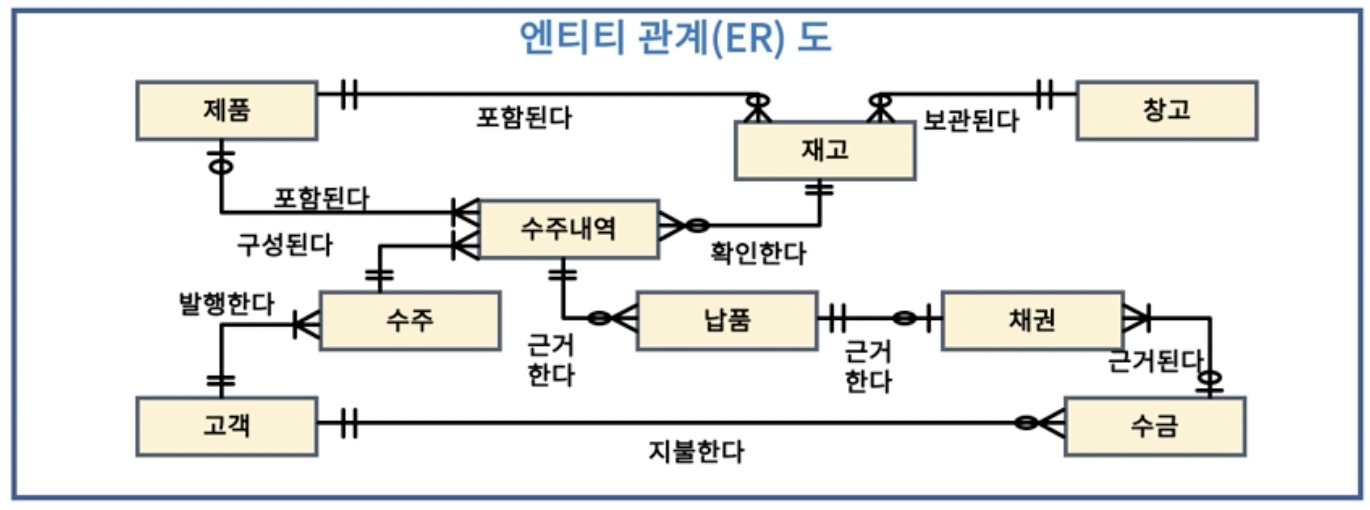 엔티티 관계(ER) 도
제품
포함된다
재고
보관된다
창고
포함된다
수주내역
구성된다
확인한다
발행한다
수주
근거
한다
납품
근거
한다
채권
근거된다
고객
지불한다
수금